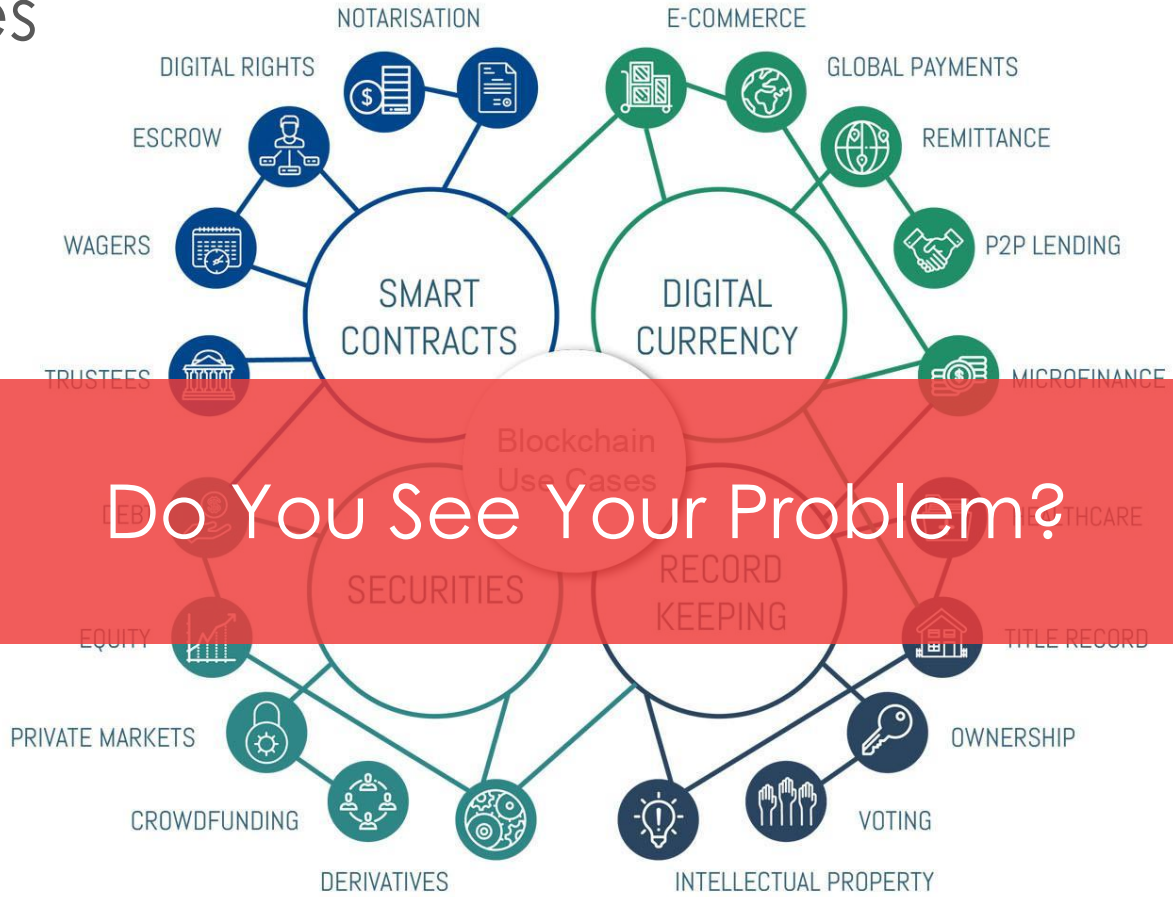 es
NOTARISATION
E-COMMERCE
DIGITAL RIGHTS
GLOBAL PAYMENTS
ESCROW
REMITTANCE
WAGERS
P2P LENDING
SMART
CONTRACTS
DIGITAL
CURRENCY
TRUSTEES
MICROFINANCE
Blockchain
Use Cases
Do You See Your Problem?
DEBT
HEALTHCARE
SECURITIES
RECORD
KEEPING
EQUITY
TITLE RECORD
PRIVATE MARKETS
OWNERSHIP
CROWDFUNDING
VOTING
DERIVATIVES
INTELLECTUAL PROPERTY